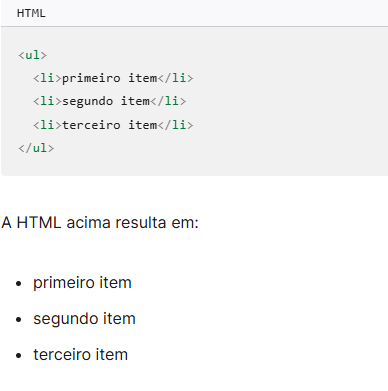 HTML
<ul>
<li>primeiro item</li>
<li>segundo item</li>
<li>terceiro item</li>
</ul>
A HTML acima resulta em:
• primeiro item
• segundo item
• terceiro item